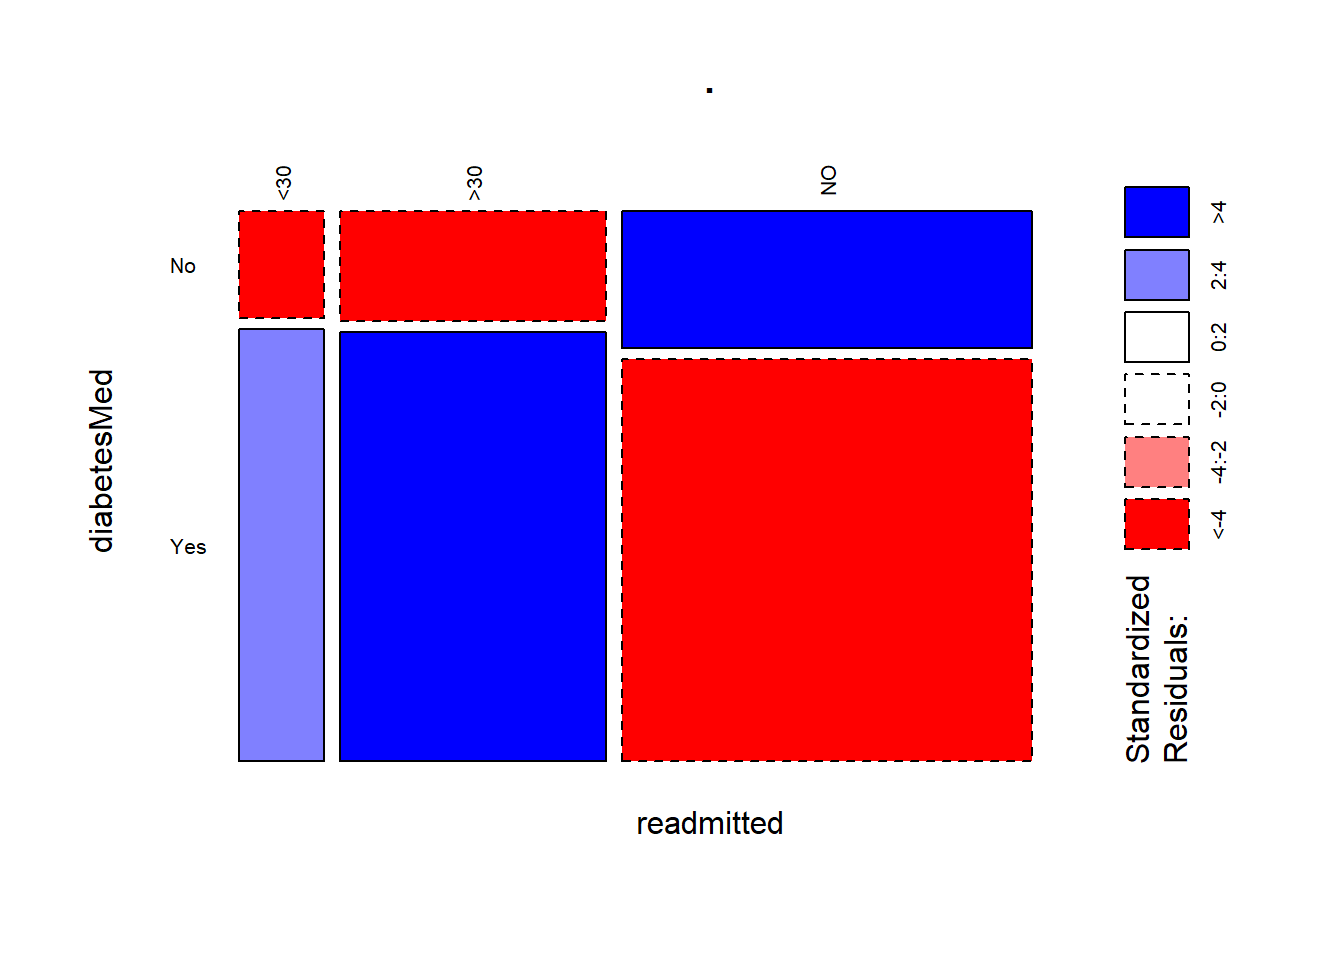 .
<30
>30
NO
No
Yes
diabetesMed
readmitted
>4
2:4
0:2
-2:0
-4:-2
<-4
Standardized
Residuals: